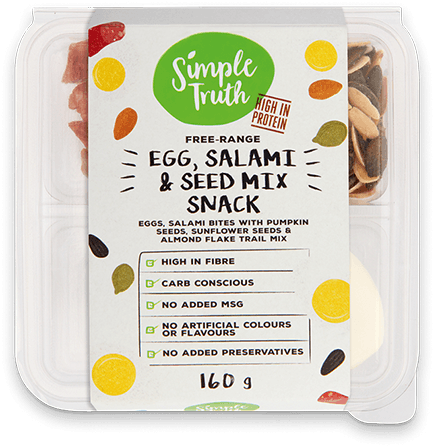 Simple
Truth
HIGH IN
PROTEIN
FREE-RANGE
EGG, SALAMI
& SEED MIX
SNACK
EGGS, SALAMI BITES WITH PUMPKIN
SEEDS, SUNFLOWER SEEDS &
ALMOND FLAKE TRAIL MIX
HIGH IN FIBRE
CARB CONSCIOUS
NO ADDED MSG
NO ARTIFICIAL COLOURS
OR FLAVOURS
NO ADDED PRESERVATIVES
160 g
Simple